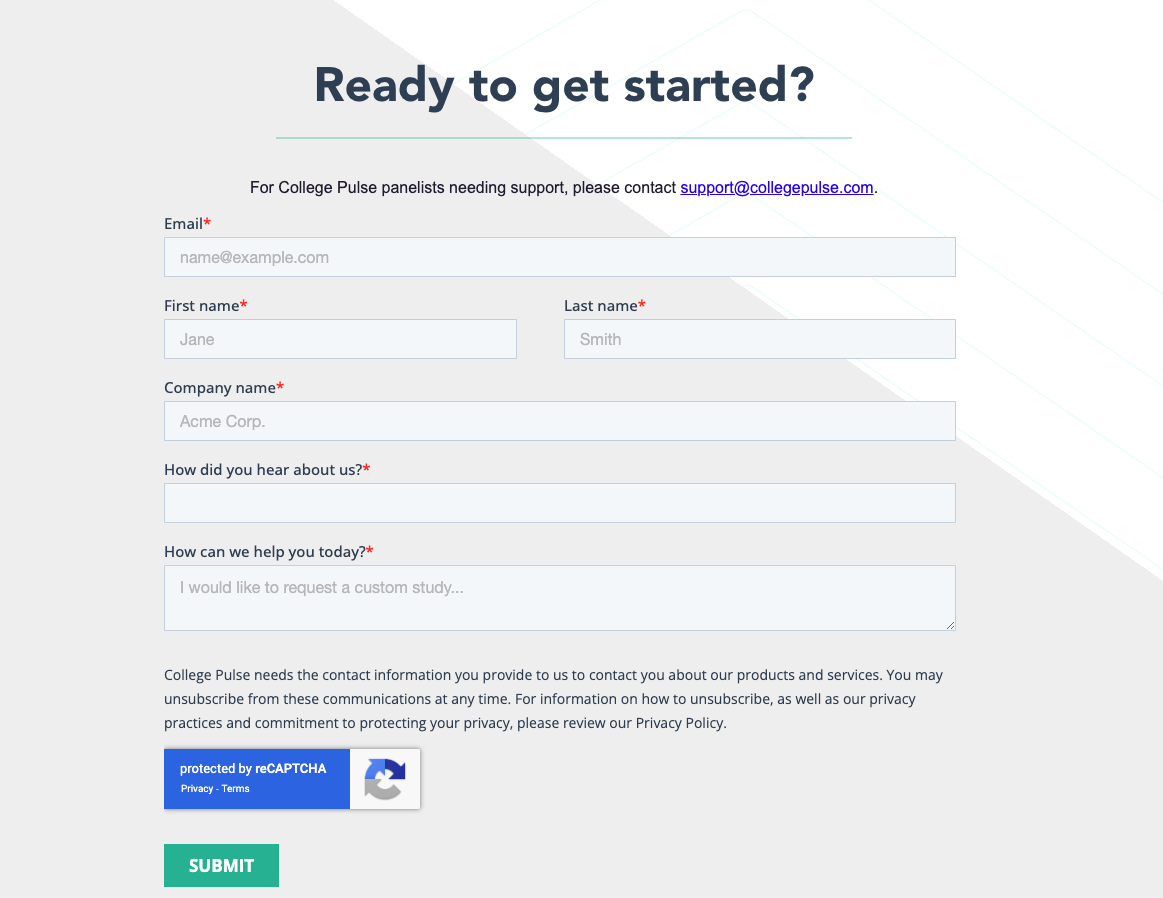 Ready to get started?
For College Pulse panelists needing support, please contact support@collegepulse.com.
Email*
name@example.com
First name* Last name*
Jane Smith
Company name*
Acme Corp.
How did you hear about us?*
How can we help you today?*
I would like to request a custom study...
College Pulse needs the contact information you provide to us to contact you about our products and services. You may
unsubscribe from these communications at any time. For information on how to unsubscribe, as well as our privacy
practices and commitment to protecting your privacy, please review our Privacy Policy.
protected by reCAPTCHA
Privacy - Terms
SUBMIT